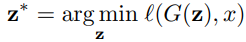 z* = arg min ℓ(G(z), x)
z